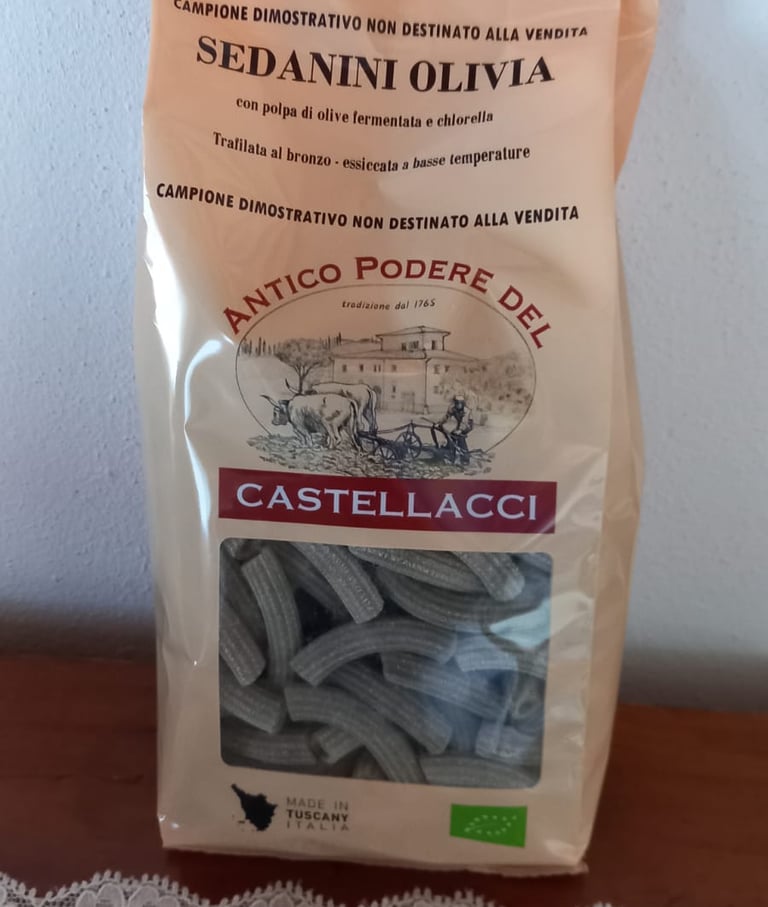 CAMPIONE DIMOSTRATIVO NON DESTINATO ALLA VENDITA
SEDANINI OLIVIA
con polpa di olive fermentata e chlorella
Trafilata al bronzo - essiccata a basse temperature
CAMPIONE DIMOSTRATIVO NON DESTINATO ALLA VENDITA
ANTICO PODERE DEL
tradizione dal 1765
CASTELLACCI
MADE IN
TUSCANY
ITALIA